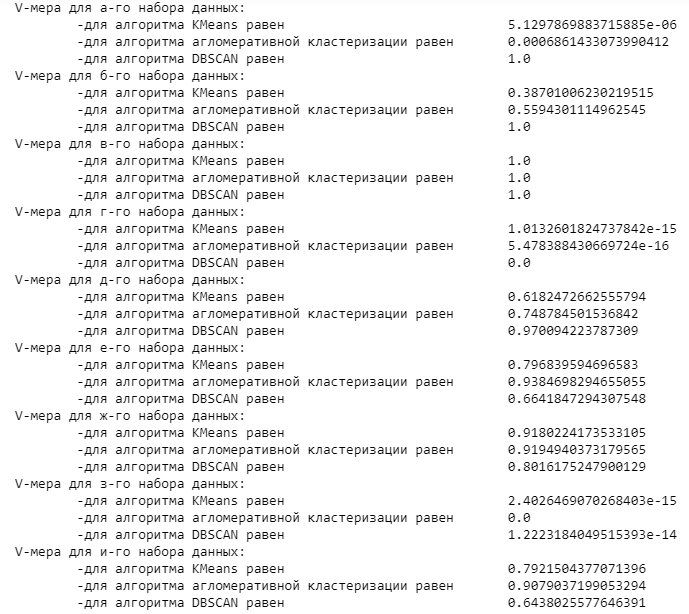 V-мера для а-го набора данных:
-для алгоритма KMeans равен 5.1297869883715885e-06
-для алгоритма агломеративной кластеризации равен 0.0006861433073990412
-для алгоритма DBSCAN равен 1.0
V-мера для б-го набора данных:
-для алгоритма KMeans равен 0.38701006230219515
-для алгоритма агломеративной кластеризации равен 0.5594301114962545
-для алгоритма DBSCAN равен 1.0
V-мера для в-го набора данных:
-для алгоритма KMeans равен 1.0
-для алгоритма агломеративной кластеризации равен 1.0
-для алгоритма DBSCAN равен 1.0
V-мера для г-го набора данных:
-для алгоритма KMeans равен 1.0132601824737842e-15
-для алгоритма агломеративной кластеризации равен 5.478388430669724e-16
-для алгоритма DBSCAN равен 0.0
V-мера для д-го набора данных:
-для алгоритма KMeans равен 0.6182472662555794
-для алгоритма агломеративной кластеризации равен 0.748784501536842
-для алгоритма DBSCAN равен 0.970094223787309
V-мера для е-го набора данных:
-для алгоритма KMeans равен 0.796839594696583
-для алгоритма агломеративной кластеризации равен 0.9384698294655055
-для алгоритма DBSCAN равен 0.6641847294307548
V-мера для ж-го набора данных:
-для алгоритма KMeans равен 0.9180224173533105
-для алгоритма агломеративной кластеризации равен 0.9194940373179565
-для алгоритма DBSCAN равен 0.8016175247900129
V-мера для з-го набора данных:
-для алгоритма KMeans равен 2.4026469070268403e-15
-для алгоритма агломеративной кластеризации равен 0.0
-для алгоритма DBSCAN равен 1.2223184049515393e-14
V-мера для и-го набора данных:
-для алгоритма KMeans равен 0.7921504377071396
-для алгоритма агломеративной кластеризации равен 0.9079037199053294
-для алгоритма DBSCAN равен 0.6438025577646391